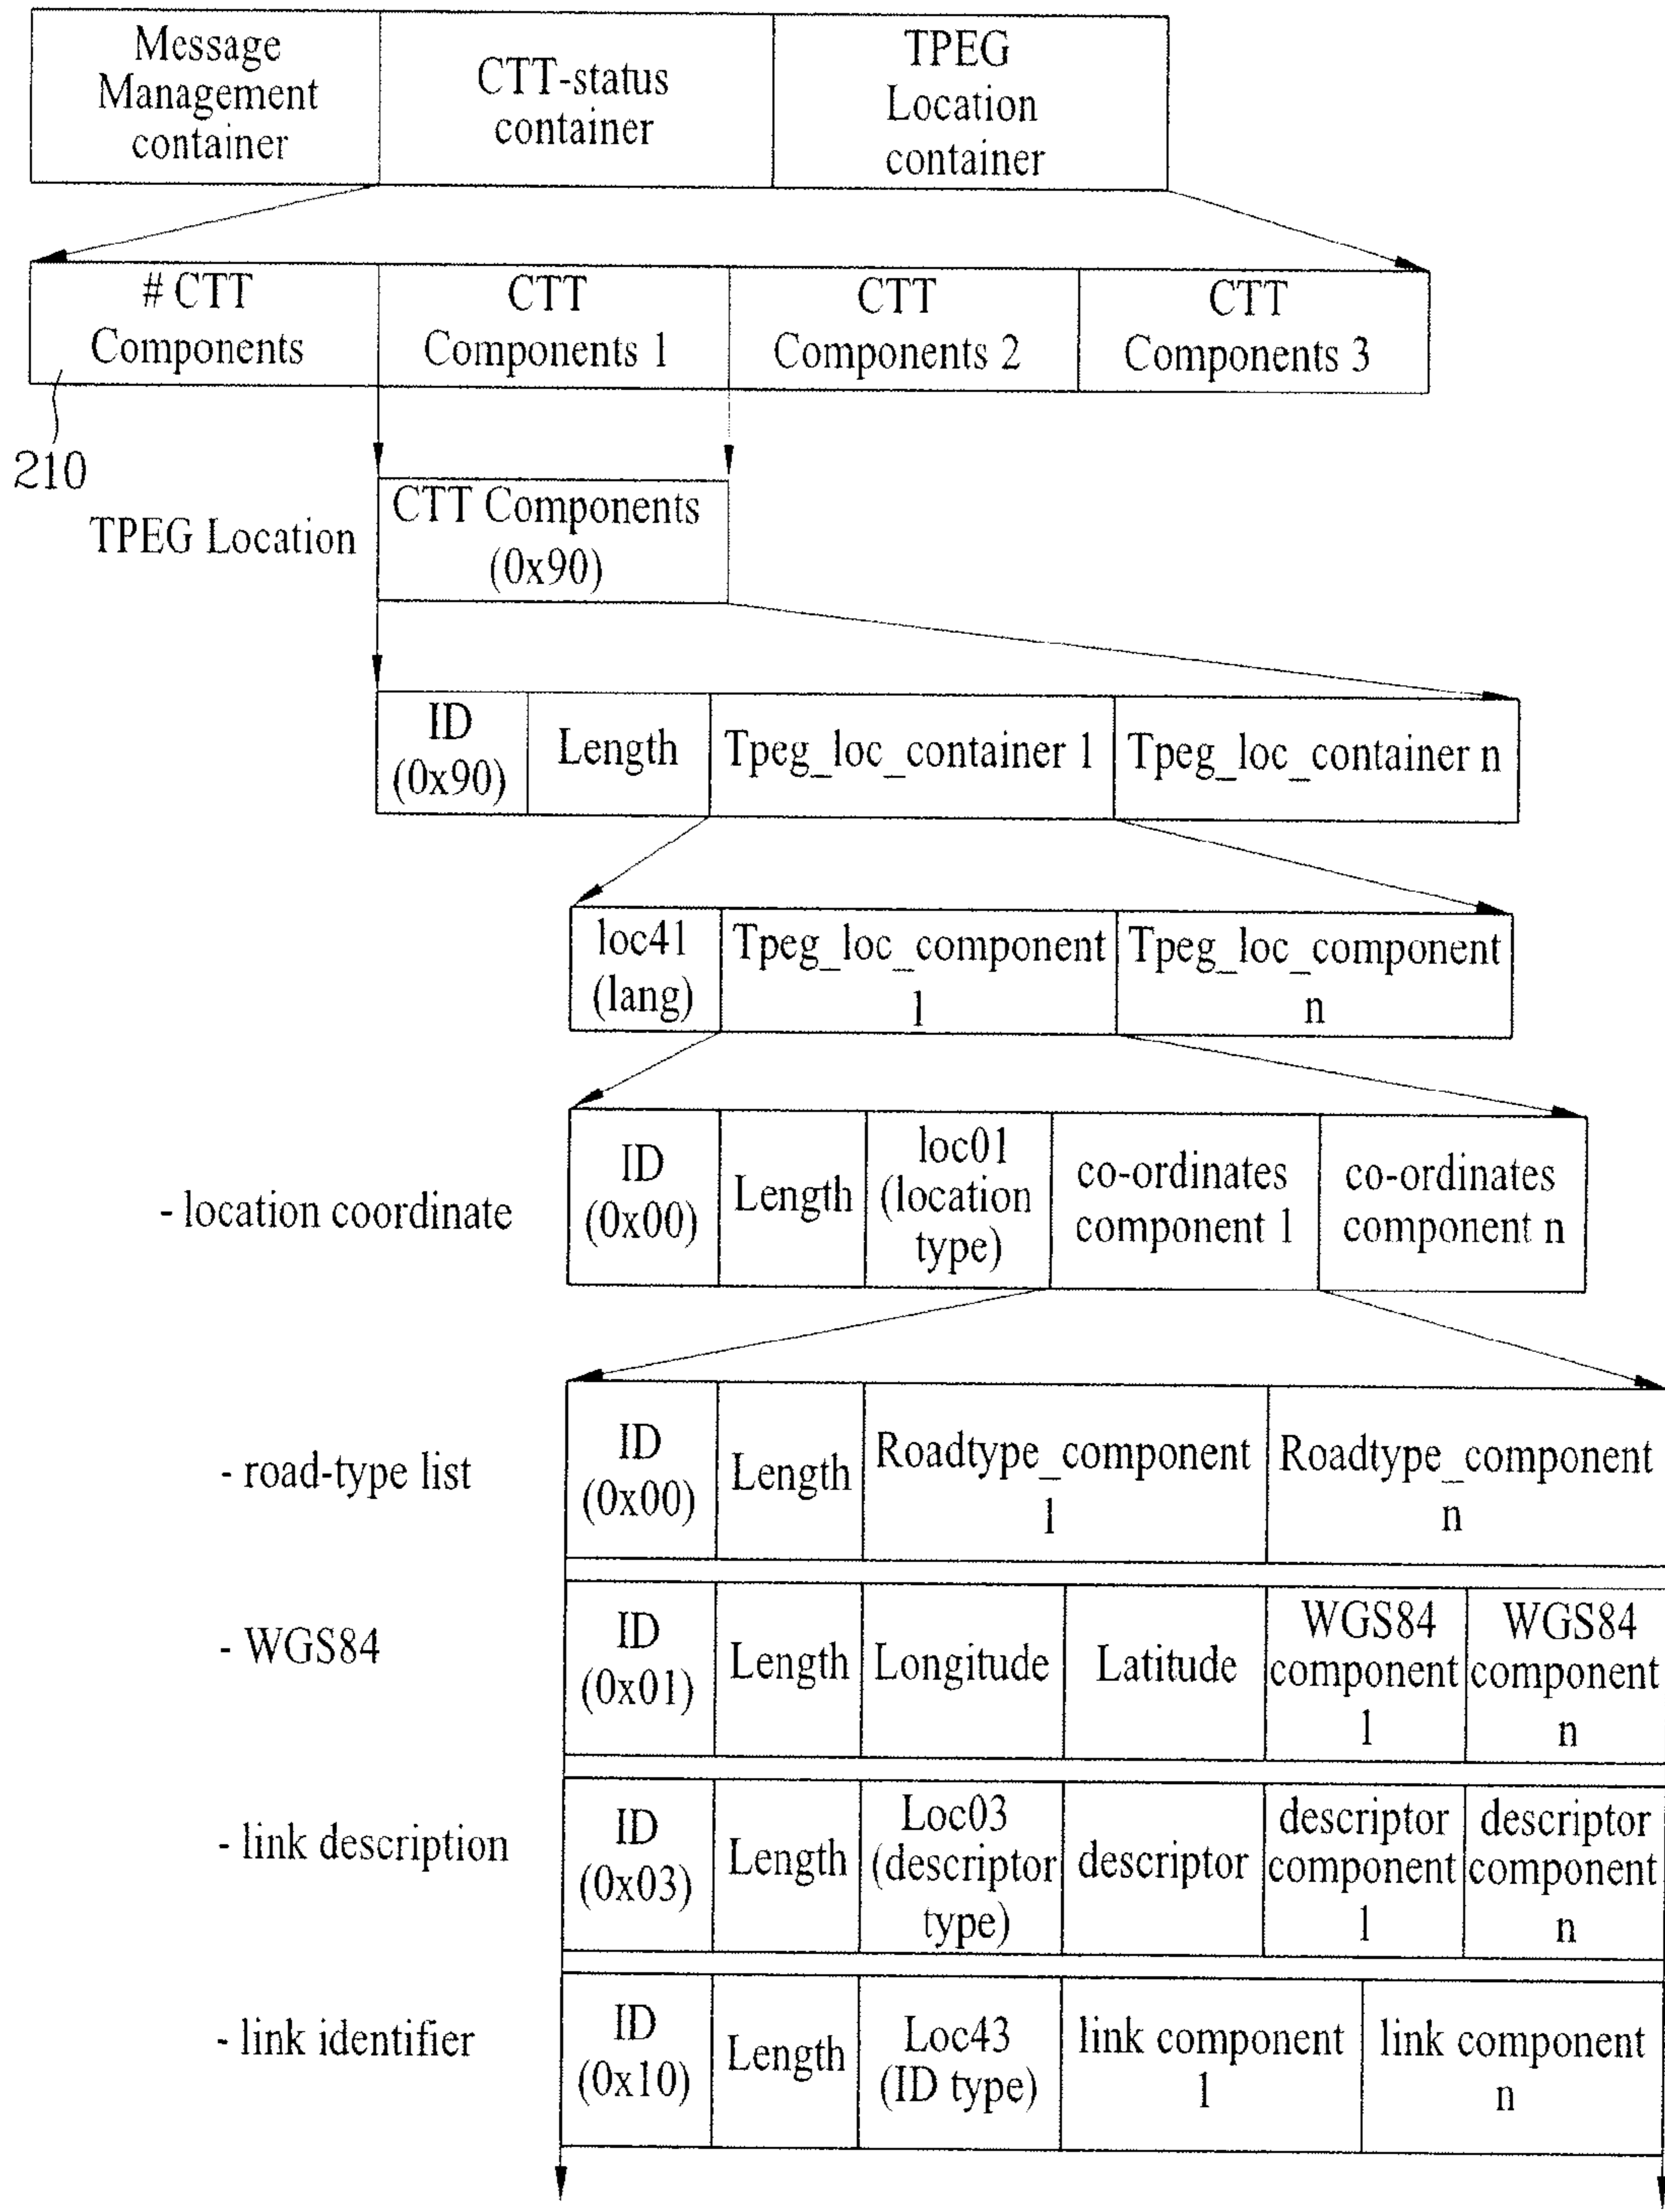 Message
Management
container
CTT-status
container
TPEG
Location
container
# CTT
Components
CTT
Components 1
CTT
Components 2
CTT
Components 3
210
TPEG Location
CTT Components
(0x90)
ID
(0x90)
Length
Tpeg_loc_container 1
Tpeg_loc_container n
loc41
(lang)
Tpeg_loc_component
1
Tpeg_loc_component
n
- location coordinate
ID
(0x00)
Length
loc01
(location
type)
co-ordinates
component 1
co-ordinates
component n
- road-type list
ID
(0x00)
Length
Roadtype_component
1
Roadtype_component
n
- WGS84
ID
(0x01)
Length
Longitude
Latitude
WGS84
component
1
WGS84
component
n
- link description
ID
(0x03)
Length
Loc03
(descriptor
type)
descriptor
descriptor
component
1
descriptor
component
n
- link identifier
ID
(0x10)
Length
Loc43
(ID type)
link component
1
link component
n